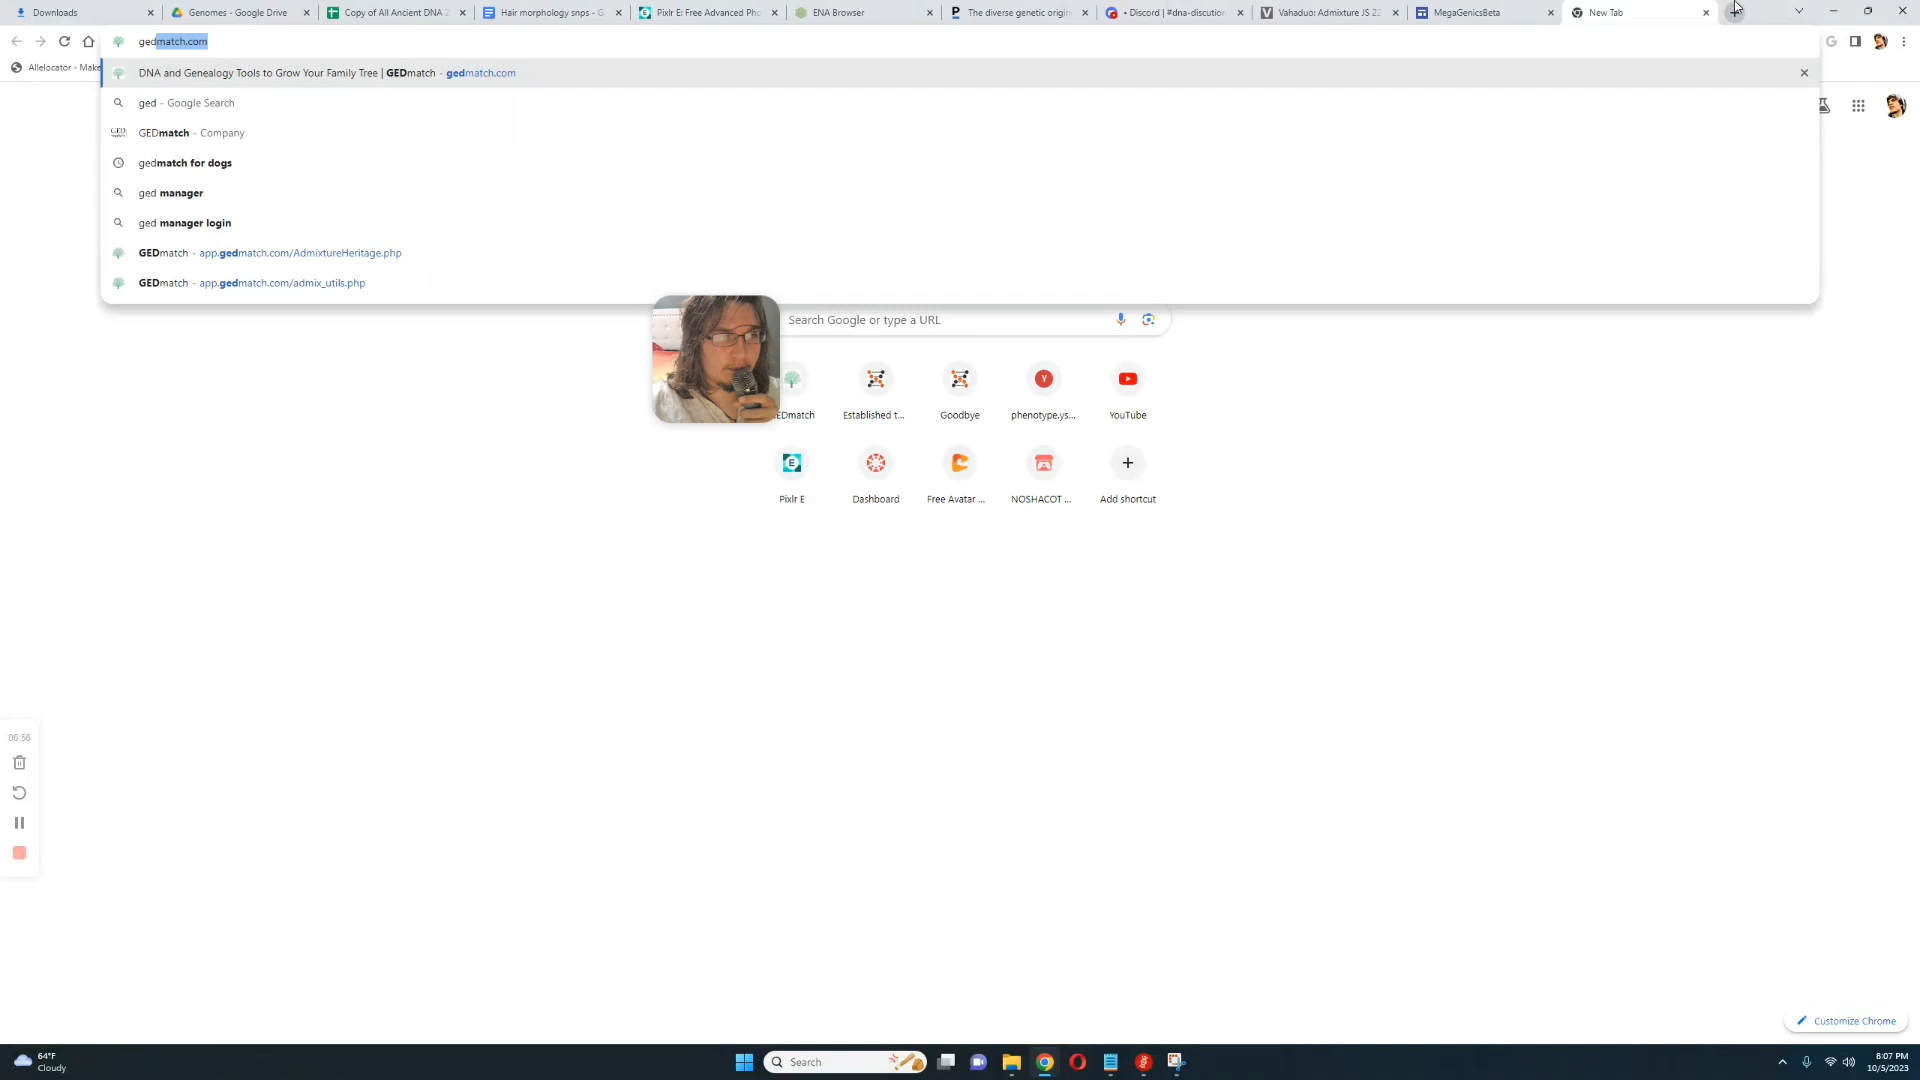 Downloads
Genomes - Google Drive
Copy of All Ancient DNA 2
Hair morphology snps - G
Pixlr E: Free Advanced Pho
ENA Browser
The diverse genetic origin
• Discord | #dna-discution
Vahaduo: Admixture JS 22
MegaGenicsBeta
New Tab
gedmatch.com
Allelocator - Make
DNA and Genealogy Tools to Grow Your Family Tree | GEDmatch - gedmatch.com
ged - Google Search
GEDmatch - Company
gedmatch for dogs
ged manager
ged manager login
GEDmatch - app.gedmatch.com/AdmixtureHeritage.php
GEDmatch - app.gedmatch.com/admix_utils.php
Search Google or type a URL
EDmatch
Established t...
Goodbye
phenotype.ys...
YouTube
Pixlr E
Dashboard
Free Avatar ...
NOSHACOT ...
Add shortcut
06:56
Customize Chrome
64°F
Cloudy
Search
8:07 PM
10/5/2023